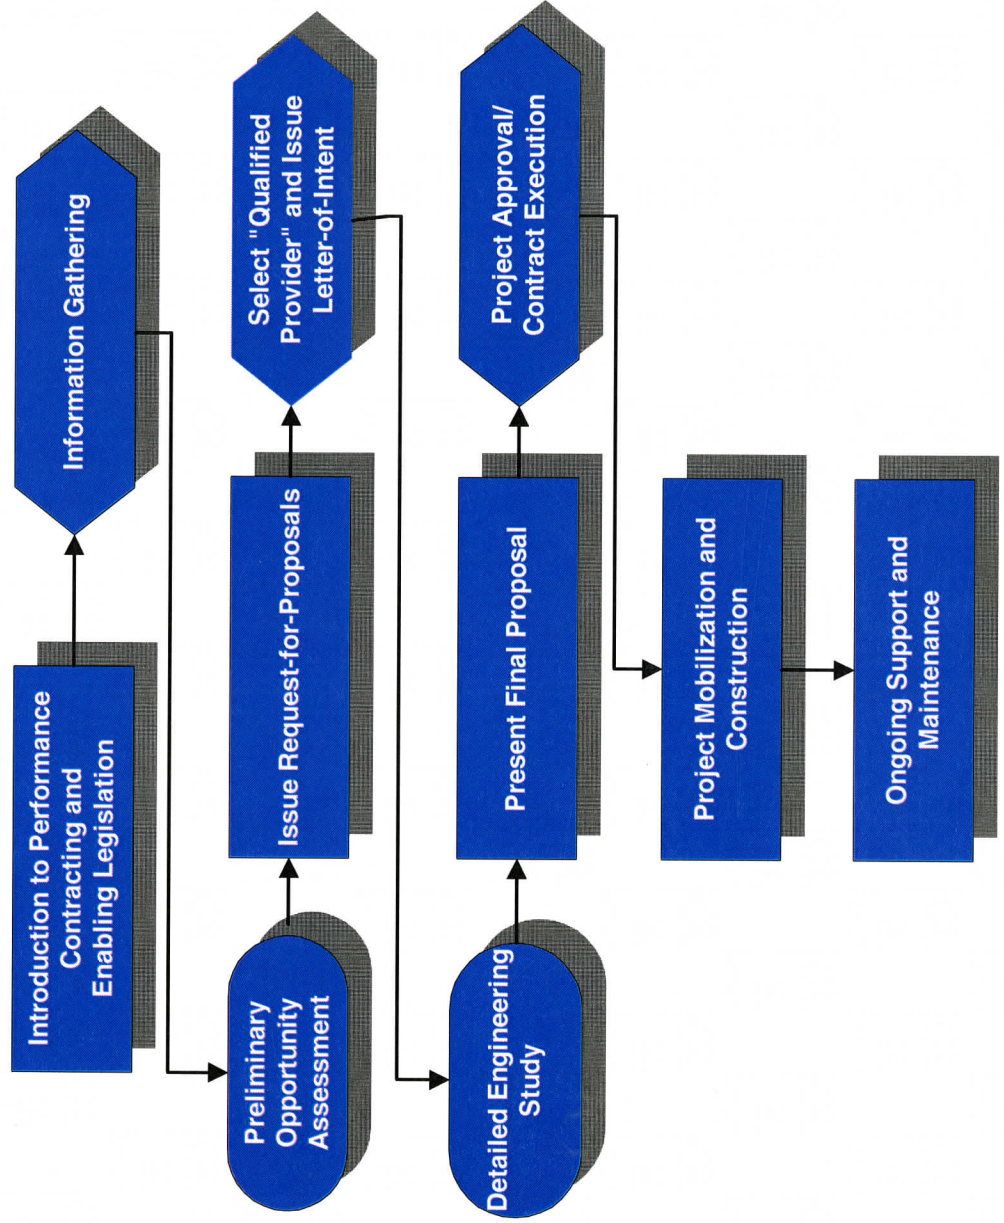 Introduction to Performance
Contracting and
Enabling Legislation
Information Gathering
Preliminary
Opportunity
Assessment
Issue Request-for-Proposals
Select "Qualified
Provider" and Issue
Letter-of-Intent
Detailed Engineering
Study
Present Final Proposal
Project Approval/
Contract Execution
Project Mobilization and
Construction
Ongoing Support and
Maintenance